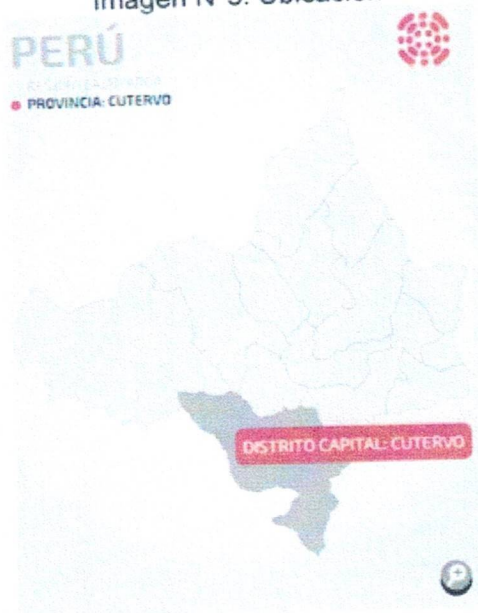 Imagen N° 3: Ubicación
PERÚ
PROVINCIA: CUTERVO
DISTRITO CAPITAL: CUTERVO